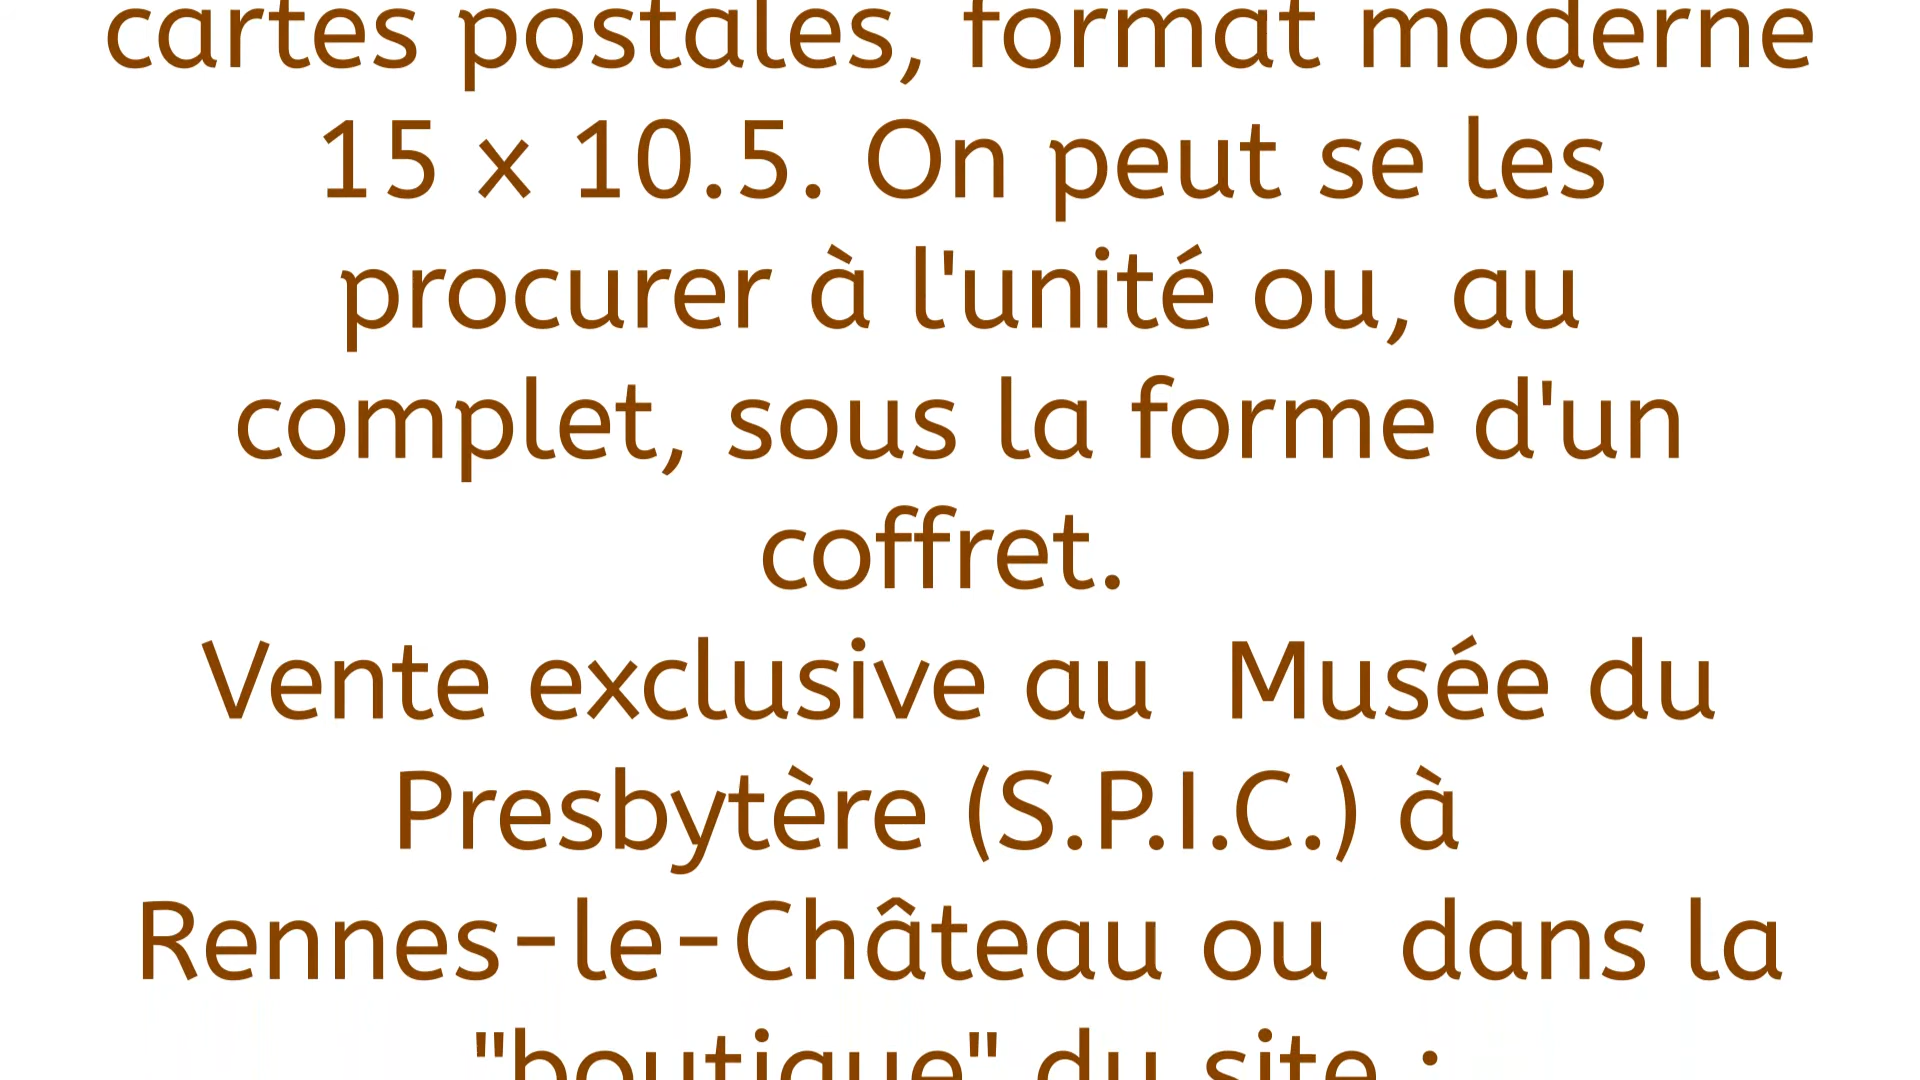 cartes postales, format moderne
15 x 10.5. On peut se les
procurer à l'unité ou, au
complet, sous la forme d'un
coffret.
Vente exclusive au  Musée du
Presbytère (S.P.I.C.) à
Rennes-le-Château ou  dans la
"boutique" du site :